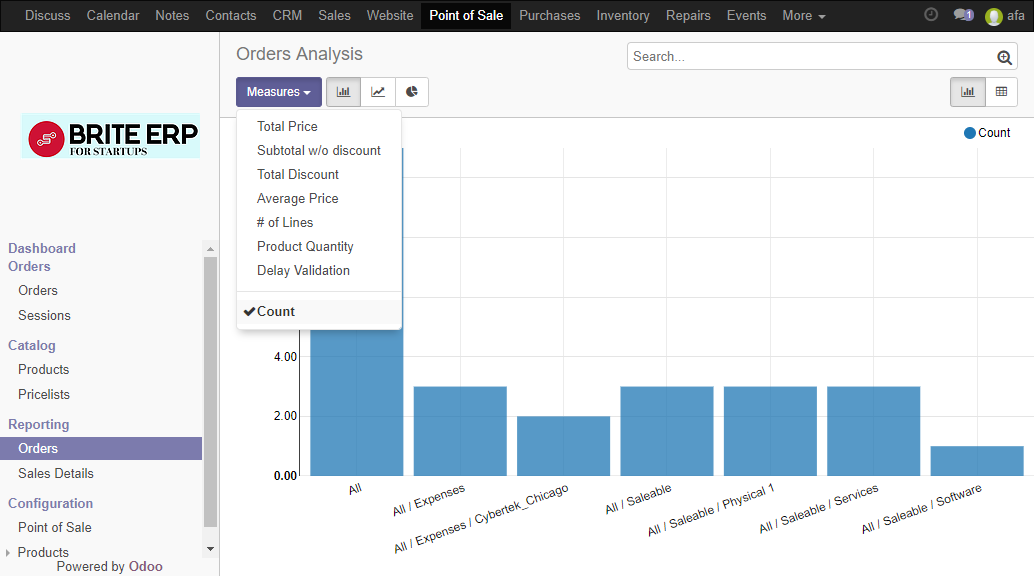 Discuss Calendar Notes Contacts CRM Sales Website Point of Sale Purchases Inventory Repairs Events More 1 afa
BRITE ERP
FOR STARTUPS
Dashboard
Orders
Orders
Sessions
Catalog
Products
Pricelists
Reporting
Orders
Sales Details
Configuration
Point of Sale
Products
Powered by Odoo
Orders Analysis
Search...
Measures
Total Price
Subtotal w/o discount
Total Discount
Average Price
# of Lines
Product Quantity
Delay Validation
Count
Count
4.00
2.00
0.00
All
All / Expenses
All / Expenses / Cybertek_Chicago
All / Saleable
All / Saleable / Physical 1
All / Saleable / Services
All / Saleable / Software